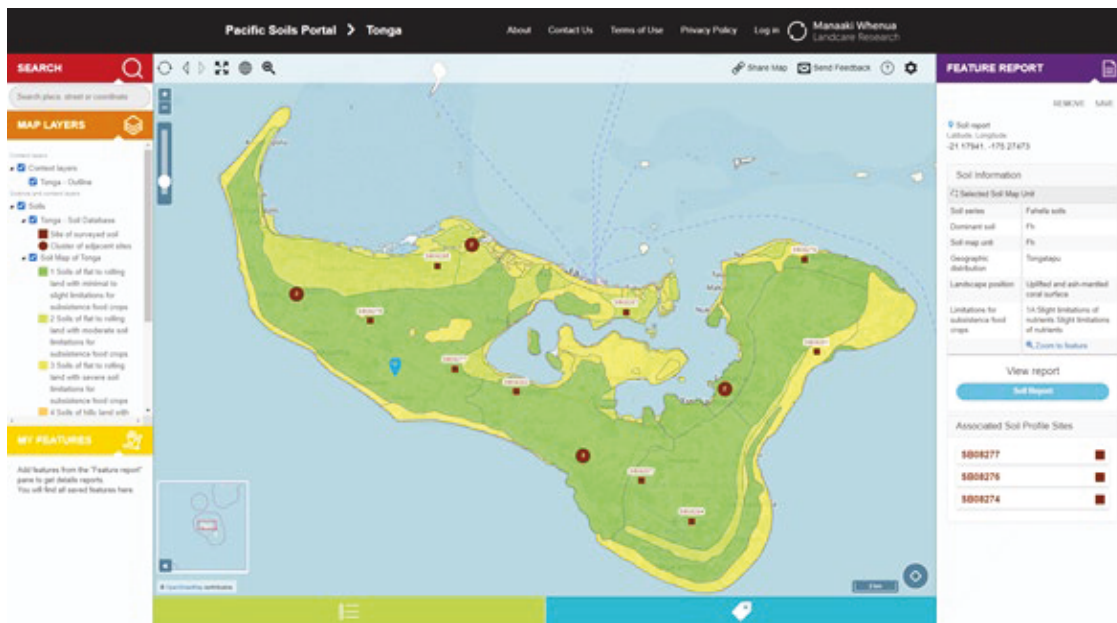 Pacific Soils Portal > Tonga
About Contact Us Terms of Use Privacy Policy Log in
Manaaki Whenua
Landcare Research
SEARCH
Search place, street or coordinate
MAP LAYERS
Context layers
Context layers
Tonga - Outline
Soils
Tonga - Soil Database
Site of surveyed soil
Cluster of adjacent sites
Soil Map of Tonga
1 Soils of flat to rolling
land with minimal to
slight limitations for
subsistence food crops
2 Soils of flat to rolling
land with moderate soil
limitations for
subsistence food crops
3 Soils of flat to rolling
land with severe soil
limitations for
subsistence food crops
4 Soils of hilly land with
MY FEATURES
Add features from the "Feature report"
pane to get details reports.
You will find all saved features here
Share Map Send Feedback
FEATURE REPORT
REMOVE SAVE
Soil report
Latitude, Longitude
-21.17941, -175.27473
Soil Information
Selected Soil Map Unit
Soil series Fahefa soils
Dominant soil Fh
Soil map unit Fh
Geographic
distribution
Tongatapu
Landscape position
Uplifted and ash-mantled
coral surface
Limitations for
subsistence food
crops
1A Slight limitations of
nutrients Slight limitations
of nutrients
Zoom to feature
View report
Soil Report
Associated Soil Profile Sites
SB08277
SB08276
SB08274